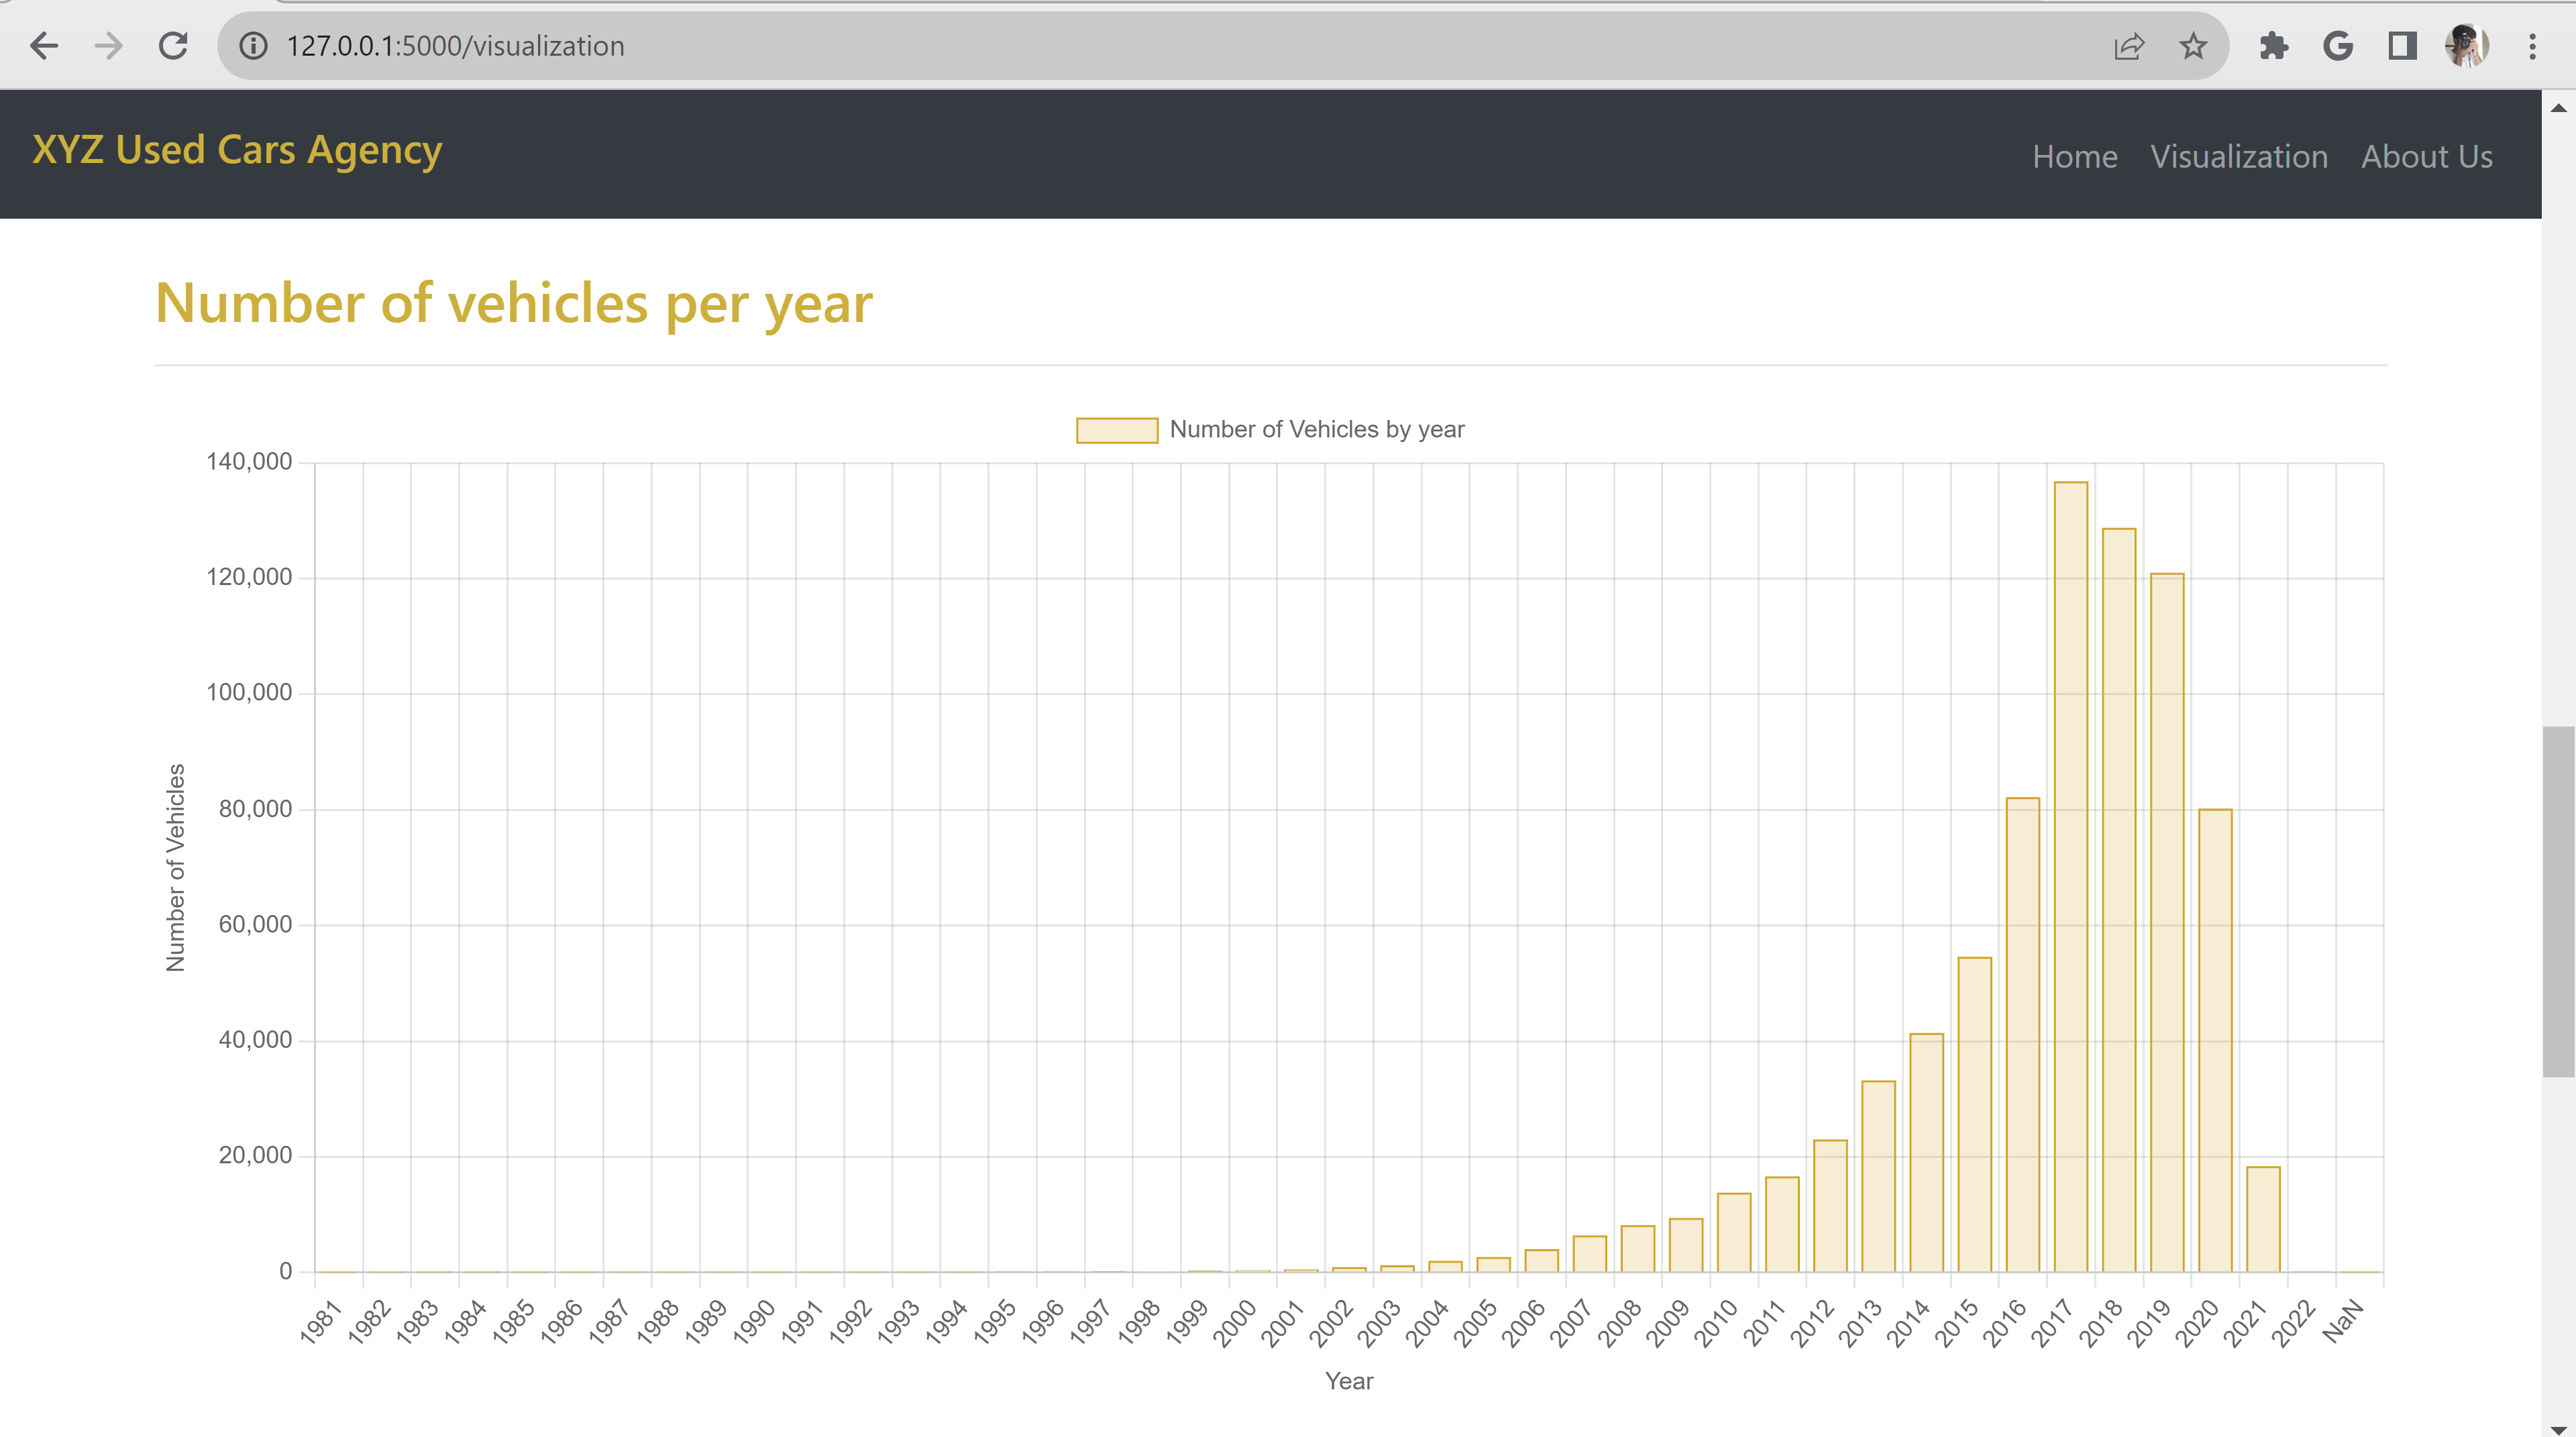 127.0.0.1:5000/visualization
XYZ Used Cars Agency
Home Visualization About Us
Number of vehicles per year
Number of Vehicles by year
140,000
120,000
100,000
80,000
60,000
40,000
20,000
0
Number of Vehicles
1981 1982 1983 1984 1985 1986 1987 1988 1989 1990 1991 1992 1993 1994 1995 1996 1997 1998 1999 2000 2001 2002 2003 2004 2005 2006 2007 2008 2009 2010 2011 2012 2013 2014 2015 2016 2017 2018 2019 2020 2021 2022 NaN
Year